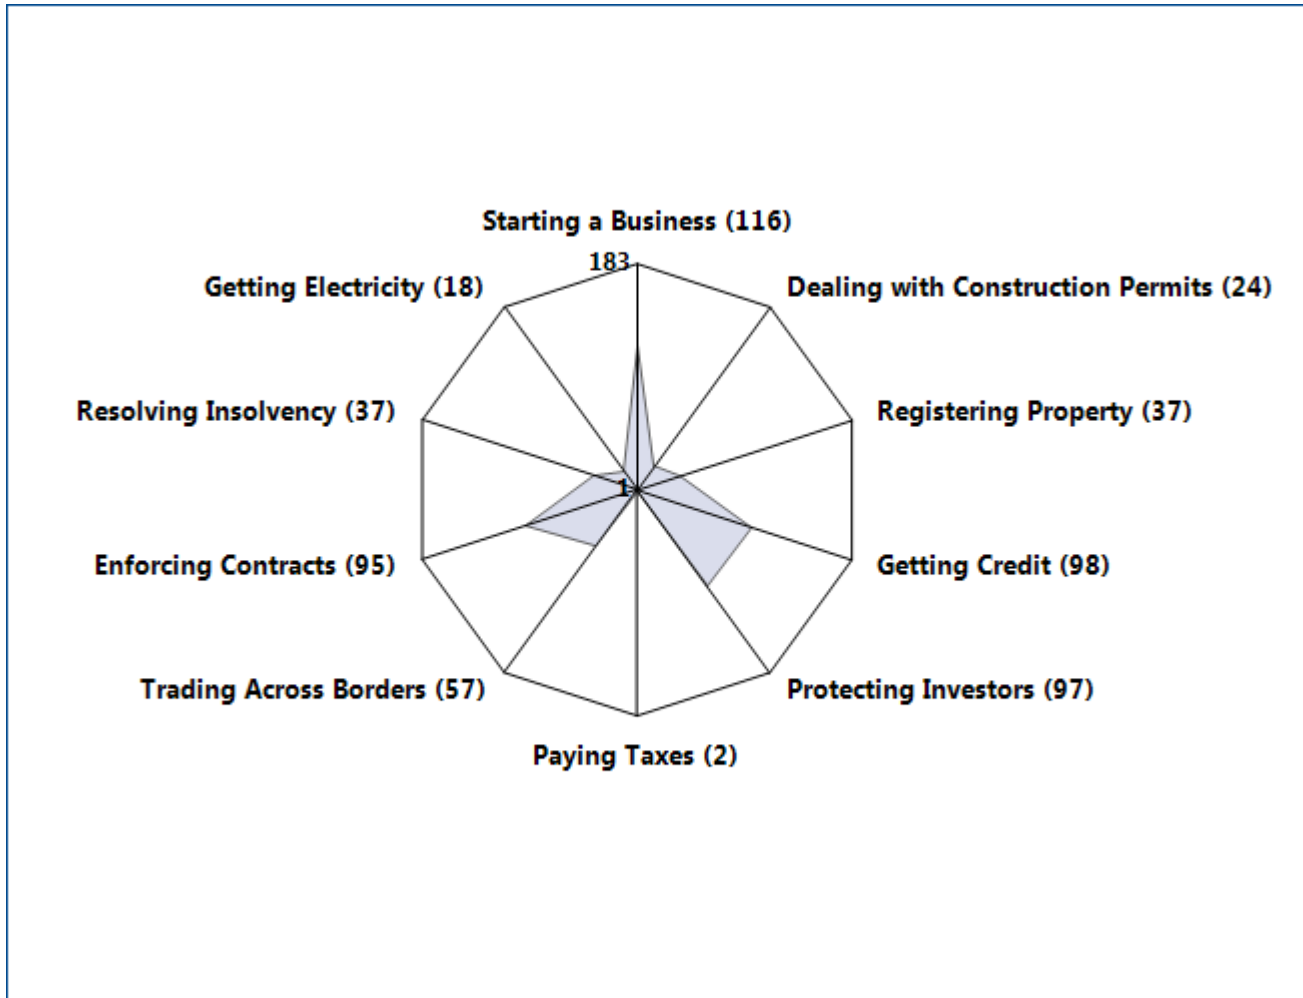 Starting a Business (116)
183
Getting Electricity (18)
Dealing with Construction Permits (24)
Resolving Insolvency (37)
Registering Property (37)
1
Enforcing Contracts (95)
Getting Credit (98)
Trading Across Borders (57)
Protecting Investors (97)
Paying Taxes (2)